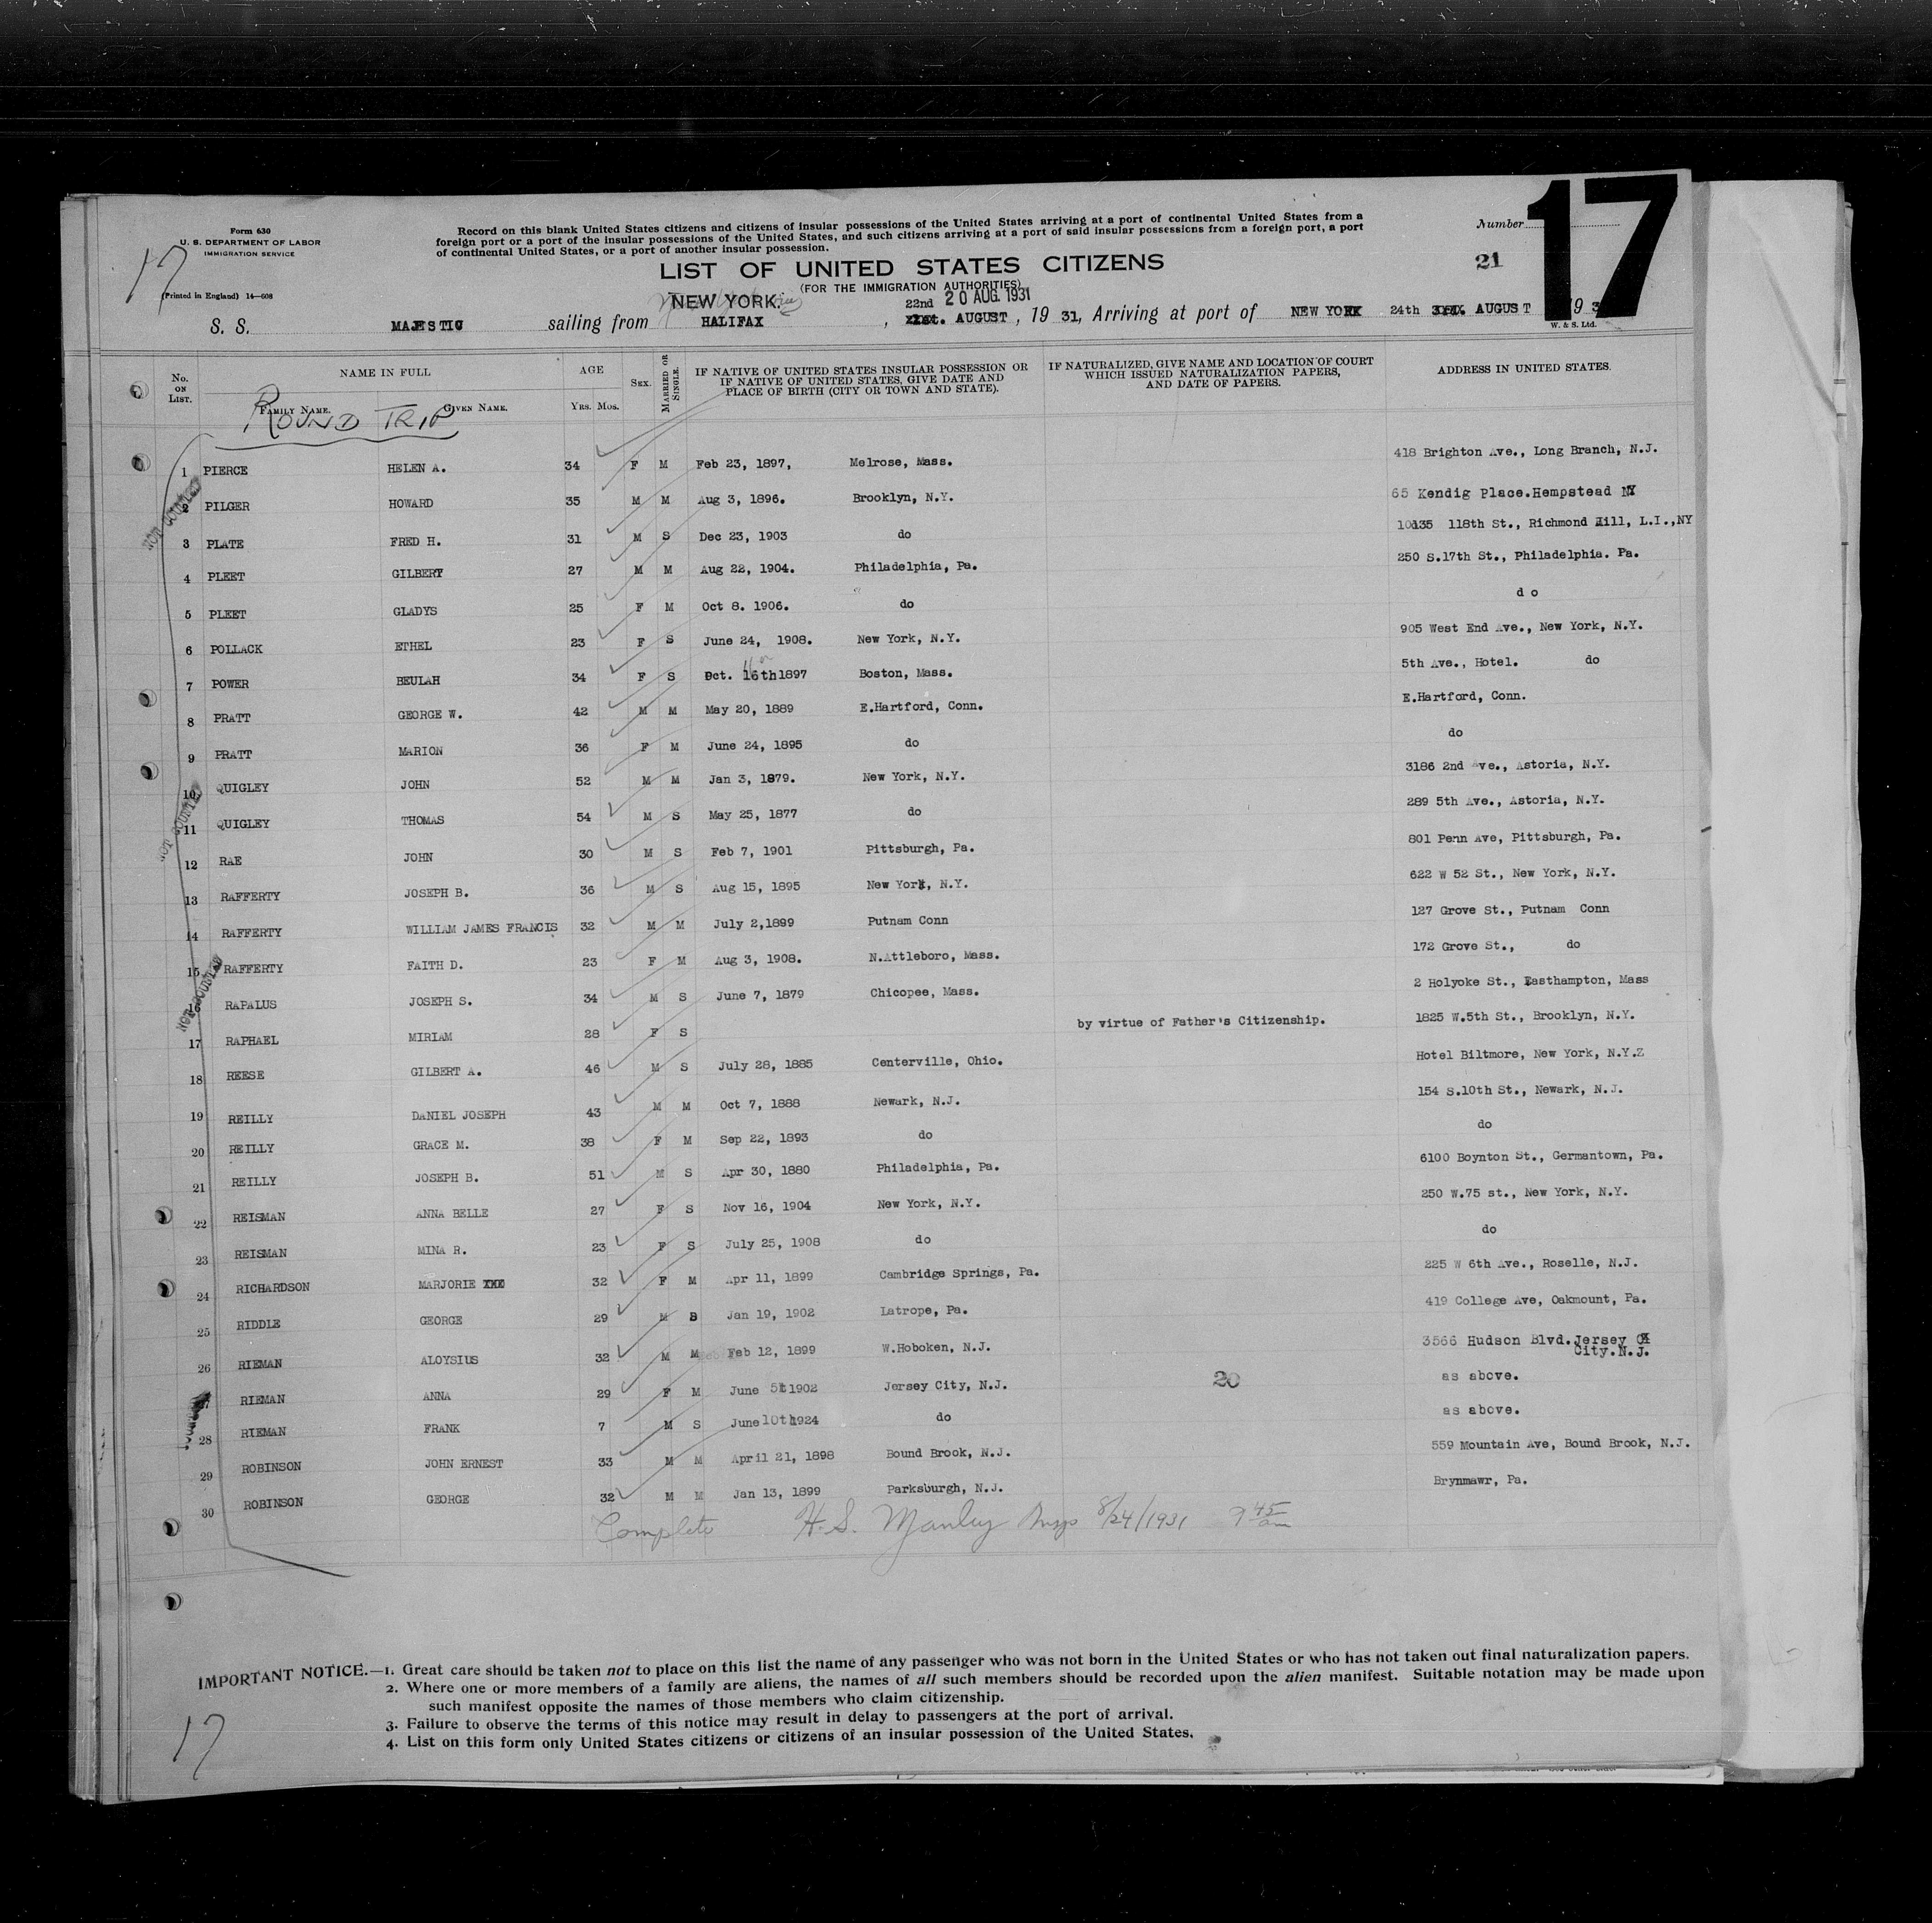 Form 630
U. S. DEPARTMENT OF LABOR
IMMIGRATION SERVICE
(Printed in England) 14—608
17
Record on this blank United States citizens and citizens of insular possessions of the United States arriving at a port of continental United States from a
foreign port or a port of the insular possessions of the United States, and such citizens arriving at a port of said insular possessions from a foreign port, a port
of continental United States, or a port of another insular possession.
Number
17
21
LIST OF UNITED STATES CITIZENS
(FOR THE IMMIGRATION AUTHORITIES)
NEW YORK. 22nd 20 AUG. 1931
S. S. MAJESTIC sailing from HALIFAX , AUGUST , 19 31, Arriving at port of NEW YORK 24th AUGUST 193
W. & S. Ltd.
No. on List. NAME IN FULL AGE Sex. Married or Single. IF NATIVE OF UNITED STATES INSULAR POSSESSION OR IF NATIVE OF UNITED STATES, GIVE DATE AND PLACE OF BIRTH (CITY OR TOWN AND STATE). IF NATURALIZED, GIVE NAME AND LOCATION OF COURT WHICH ISSUED NATURALIZATION PAPERS, AND DATE OF PAPERS. ADDRESS IN UNITED STATES.
Family Name. Given Name. Yrs. Mos.
ROUND TRIP
1 PIERCE HELEN A. 34 F M Feb 23, 1897, Melrose, Mass. 418 Brighton Ave., Long Branch, N.J.
2 PILGER HOWARD 35 M M Aug 3, 1896. Brooklyn, N.Y. 65 Kendig Place.Hempstead NY
3 PLATE FRED H. 31 M S Dec 23, 1903 do 10135 118th St., Richmond Hill, L.I.,NY
4 PLEET GILBERT 27 M M Aug 22, 1904. Philadelphia, Pa. 250 S.17th St., Philadelphia. Pa.
5 PLEET GLADYS 25 F M Oct 8. 1906. do d o
6 POLLACK ETHEL 23 F S June 24, 1908. New York, N.Y. 905 West End Ave., New York, N.Y.
7 POWER BEULAH 34 F S Oct. 16th1897 Boston, Mass. 5th Ave., Hotel. do
8 PRATT GEORGE W. 42 M M May 20, 1889 E.Hartford, Conn. E.Hartford, Conn.
9 PRATT MARION 36 F M June 24, 1895 do do
10 QUIGLEY JOHN 52 M M Jan 3, 1879. New York, N.Y. 3186 2nd Ave., Astoria, N.Y.
11 QUIGLEY THOMAS 54 M S May 25, 1877 do 289 5th Ave., Astoria, N.Y.
12 RAE JOHN 30 M S Feb 7, 1901 Pittsburgh, Pa. 801 Penn Ave, Pittsburgh, Pa.
13 RAFFERTY JOSEPH B. 36 M S Aug 15, 1895 New York, N.Y. 622 W 52 St., New York, N.Y.
14 RAFFERTY WILLIAM JAMES FRANCIS 32 M M July 2,1899 Putnam Conn 127 Grove St., Putnam Conn
15 RAFFERTY FAITH D. 23 F M Aug 3, 1908. N.Attleboro, Mass. 172 Grove St., do
16 RAPALUS JOSEPH S. 34 M S June 7, 1879 Chicopee, Mass. 2 Holyoke St., Easthampton, Mass
17 RAPHAEL MIRIAM 28 F S by virtue of Father's Citizenship. 1825 W.5th St., Brooklyn, N.Y.
18 REESE GILBERT A. 46 M S July 28, 1885 Centerville, Ohio. Hotel Biltmore, New York, N.Y.Z
19 REILLY DANIEL JOSEPH 43 M M Oct 7, 1888 Newark, N.J. 154 S.10th St., Newark, N.J.
20 REILLY GRACE M. 38 F M Sep 22, 1893 do do
21 REILLY JOSEPH B. 51 M S Apr 30, 1880 Philadelphia, Pa. 6100 Boynton St., Germantown, Pa.
22 REISMAN ANNA BELLE 27 F S Nov 16, 1904 New York, N.Y. 250 W.75 st., New York, N.Y.
23 REISMAN MINA R. 23 F S July 25, 1908 do do
24 RICHARDSON MARJORIE 32 F M Apr 11, 1899 Cambridge Springs, Pa. 225 W 6th Ave., Roselle, N.J.
25 RIDDLE GEORGE 29 M Jan 19, 1902 Latrope, Pa. 419 College Ave, Oakmount, Pa.
26 RIEMAN ALOYSIUS 32 M M Feb 12, 1899 W.Hoboken, N.J. 3566 Hudson Blvd.Jersey City.N.J.
27 RIEMAN ANNA 29 F M June 5t1902 Jersey City, N.J. 20 as above.
28 RIEMAN FRANK 7 M S June10th1924 do as above.
29 ROBINSON JOHN ERNEST 33 M M April 21, 1898 Bound Brook, N.J. 559 Mountain Ave, Bound Brook, N.J.
30 ROBINSON GEORGE 32 M M Jan 13, 1899 Parksburgh, N.J. Brynmawr, Pa.
Complete H. S. Manley Insp 8/24/1931 9 45 am
IMPORTANT NOTICE.—1. Great care should be taken not to place on this list the name of any passenger who was not born in the United States or who has not taken out final naturalization papers.
2. Where one or more members of a family are aliens, the names of all such members should be recorded upon the alien manifest. Suitable notation may be made upon
such manifest opposite the names of those members who claim citizenship.
3. Failure to observe the terms of this notice may result in delay to passengers at the port of arrival.
4. List on this form only United States citizens or citizens of an insular possession of the United States.
17